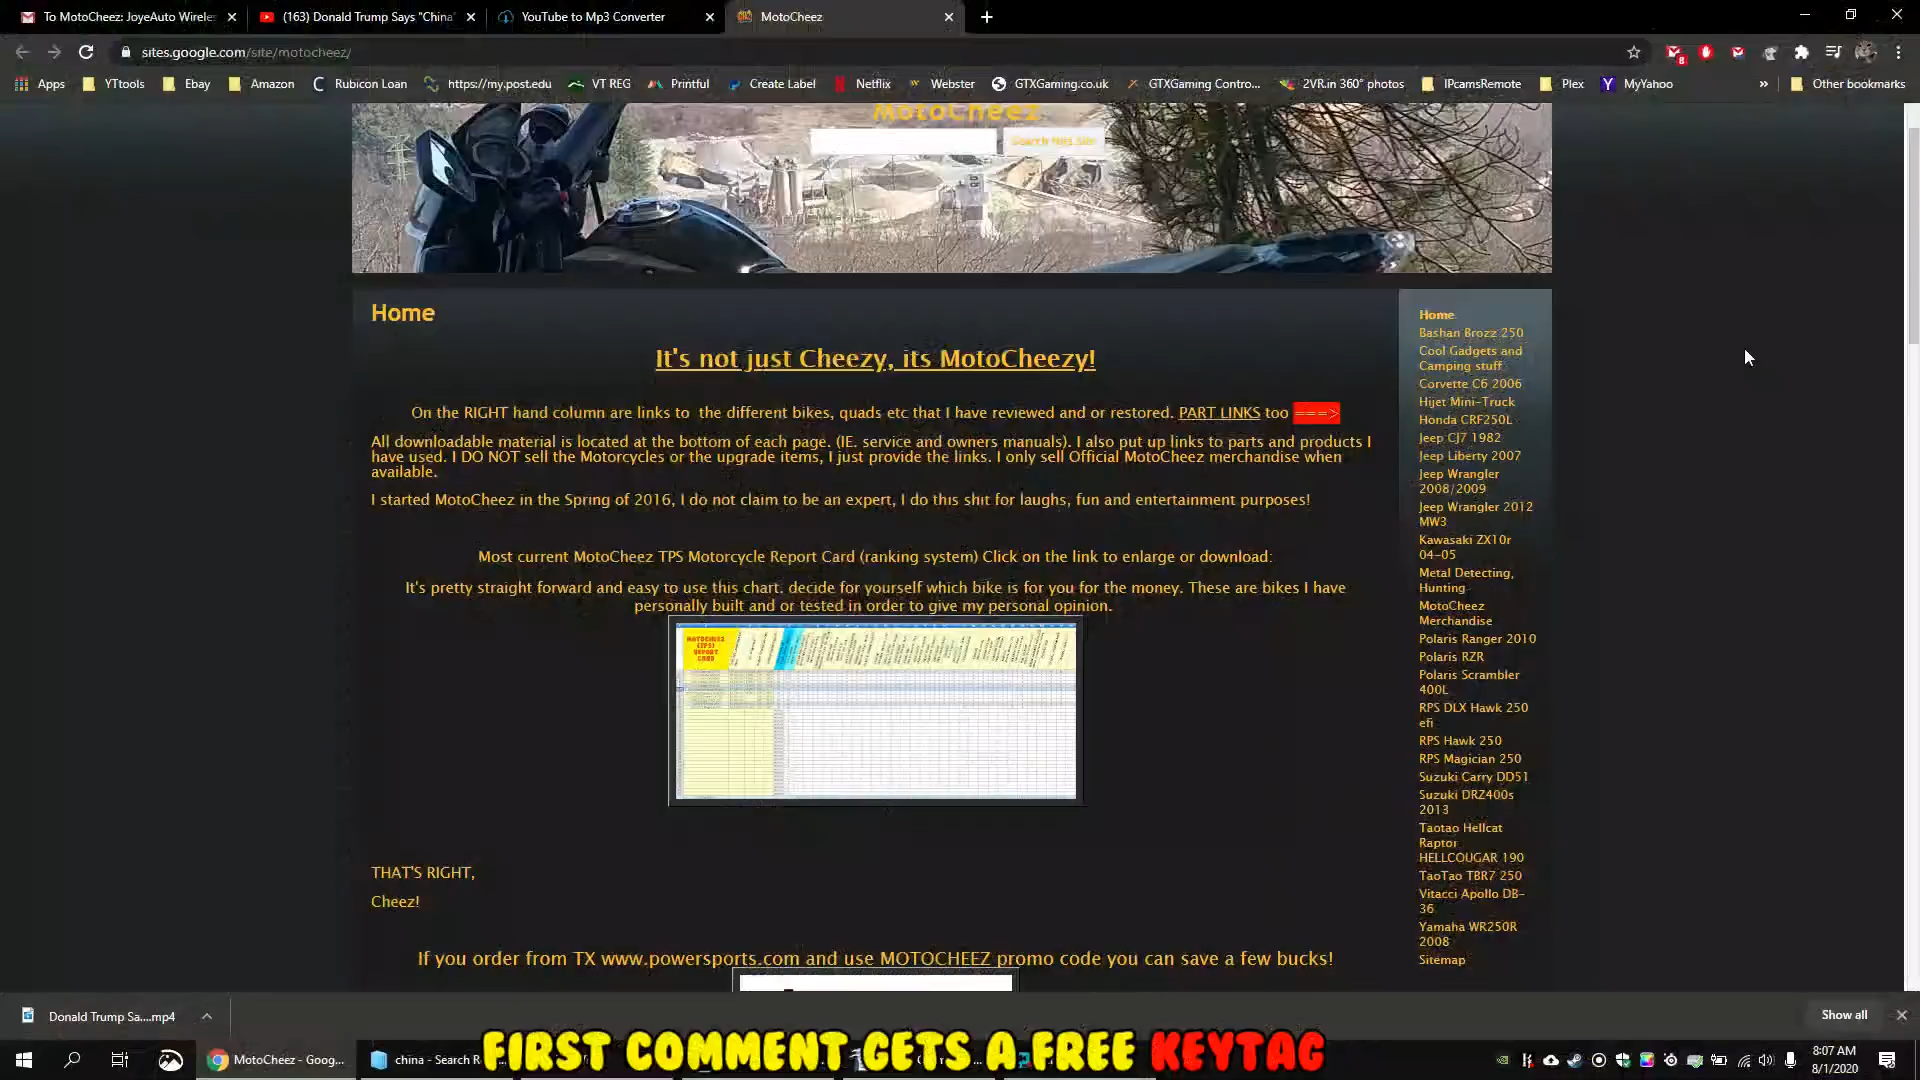 To MotoCheez: JoyeAuto Wirele
(163) Donald Trump Says "China"
YouTube to Mp3 Converter
MotoCheez
sites.google.com/site/motocheez/
Apps
YTtools
Ebay
Amazon
Rubicon Loan
https://my.post.edu
VT REG
Printful
Create Label
Netflix
Webster
GTXGaming.co.uk
GTXGaming Contro...
2VR.in 360° photos
IPcamsRemote
Plex
MyYahoo
»
Other bookmarks
MotoCheez
Search this site
Home
It's not just Cheezy, its MotoCheezy!
On the RIGHT hand column are links to the different bikes, quads etc that I have reviewed and or restored. PART LINKS too ===>
All downloadable material is located at the bottom of each page. (IE. service and owners manuals). I also put up links to parts and products I
have used. I DO NOT sell the Motorcycles or the upgrade items, I just provide the links. I only sell Official MotoCheez merchandise when
available.
I started MotoCheez in the Spring of 2016, I do not claim to be an expert, I do this shit for laughs, fun and entertainment purposes!
Most current MotoCheez TPS Motorcycle Report Card (ranking system) Click on the link to enlarge or download:
It's pretty straight forward and easy to use this chart. decide for yourself which bike is for you for the money. These are bikes I have
personally built and or tested in order to give my personal opinion.
MOTOCHEEZ
(TPS)
REPORT
CARD
THAT'S RIGHT,
Cheez!
If you order from TX www.powersports.com and use MOTOCHEEZ promo code you can save a few bucks!
Home
Bashan Brozz 250
Cool Gadgets and
Camping stuff
Corvette C6 2006
Hijet Mini-Truck
Honda CRF250L
Jeep CJ7 1982
Jeep Liberty 2007
Jeep Wrangler
2008/2009
Jeep Wrangler 2012
MW3
Kawasaki ZX10r
04-05
Metal Detecting,
Hunting
MotoCheez
Merchandise
Polaris Ranger 2010
Polaris RZR
Polaris Scrambler
400L
RPS DLX Hawk 250
efi
RPS Hawk 250
RPS Magician 250
Suzuki Carry DD51
Suzuki DRZ400s
2013
Taotao Hellcat
Raptor
HELLCOUGAR 190
TaoTao TBR7 250
Vitacci Apollo DB-
36
Yamaha WR250R
2008
Sitemap
Donald Trump Sa....mp4
Show all
MotoCheez - Goog...
china - Search R
FIRST COMMENT GETS A FREE KEYTAG
8:07 AM
8/1/2020